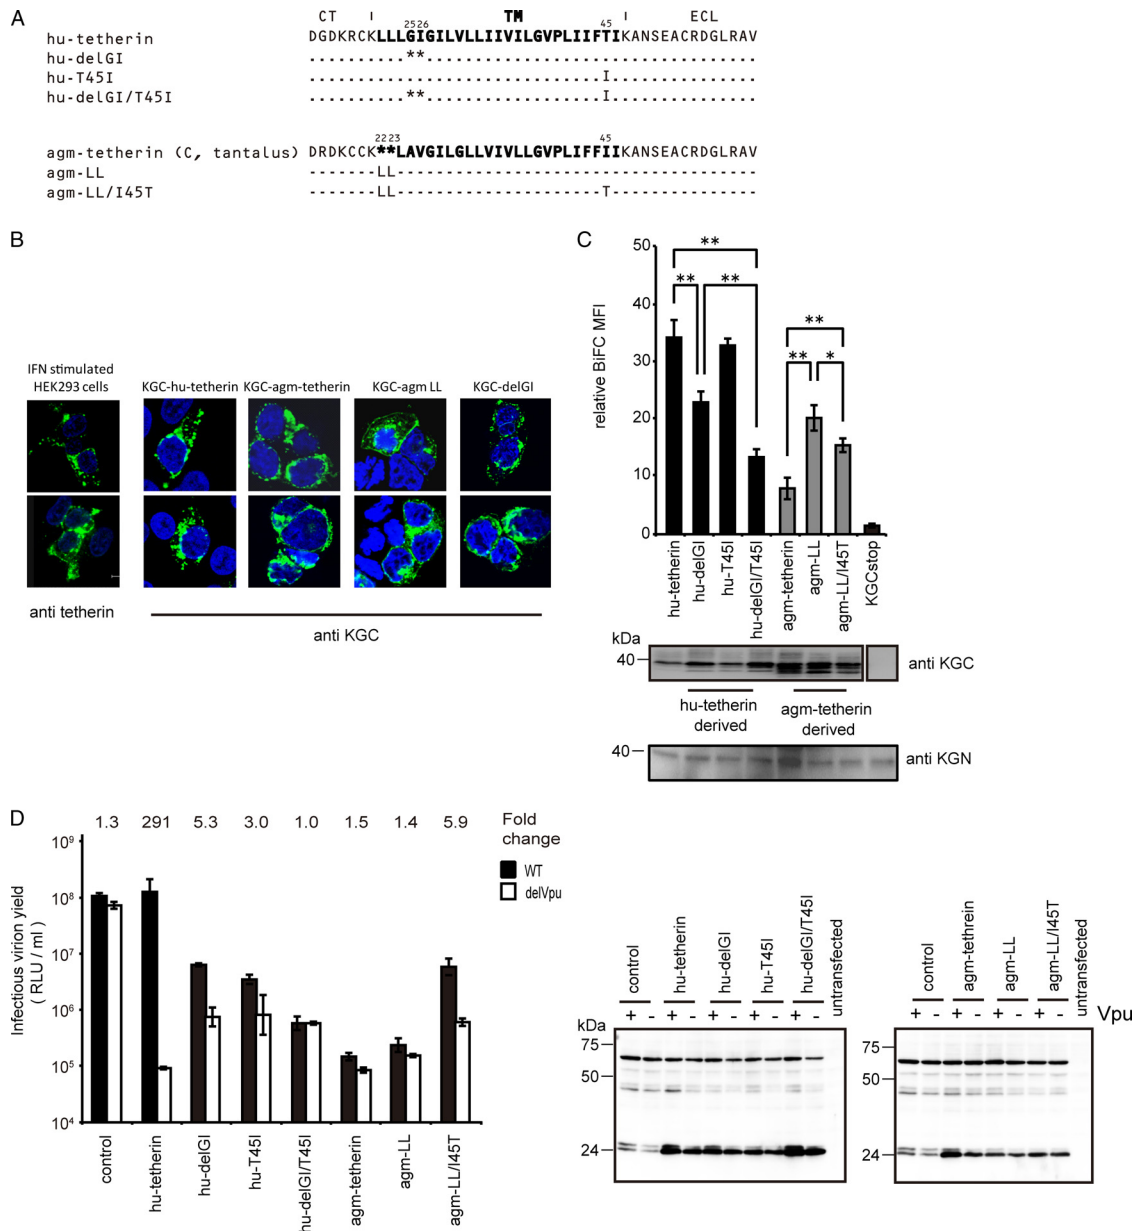 A
CT I TM I ECL
2526 45
hu-tetherin DGDKRCKLLLGIGILVLLIIVILGVPLIIFTIKANSEACRDGLRAV
hu-delGI ..........**..................................
hu-T45I ...............................I..............
hu-delGI/T45I ..........**...................I..............
2223 45
agm-tetherin (C, tantalus) DRDKCCK**LAVGILGLLVIVLLGVPLIFFIIKANSEACRDGLRAV
agm-LL -------LL-------------------------------------
agm-LL/I45T -------LL----------------------T--------------
B
IFN stimulated
HEK293 cells
KGC-hu-tetherin KGC-agm-tetherin KGC-agm LL KGC-delGI
anti tetherin
anti KGC
C
relative BiFC MFI
50
40
30
20
10
0
** ** ** ** ** *
hu-tetherin
hu-delGI
hu-T45I
hu-delGI/T45I
agm-tetherin
agm-LL
agm-LL/I45T
KGCstop
kDa
40
anti KGC
hu-tetherin
derived
agm-tetherin
derived
40
anti KGN
D
1.3 291 5.3 3.0 1.0 1.5 1.4 5.9
Fold
change
WT
delVpu
Infectious virion yield
( RLU / ml )
10⁹
10⁸
10⁷
10⁶
10⁵
10⁴
control
hu-tetherin
hu-delGI
hu-T45I
hu-delGI/T45I
agm-tetherin
agm-LL
agm-LL/I45T
control
hu-tetherin
hu-delGI
hu-T45I
hu-delGI/T45I
untransfected
+ - + - + - + - + -
kDa
75
50
24
control
agm-tethrein
agm-LL
agm-LL/I45T
untransfected
+ - + - + - + - Vpu
75
50
24